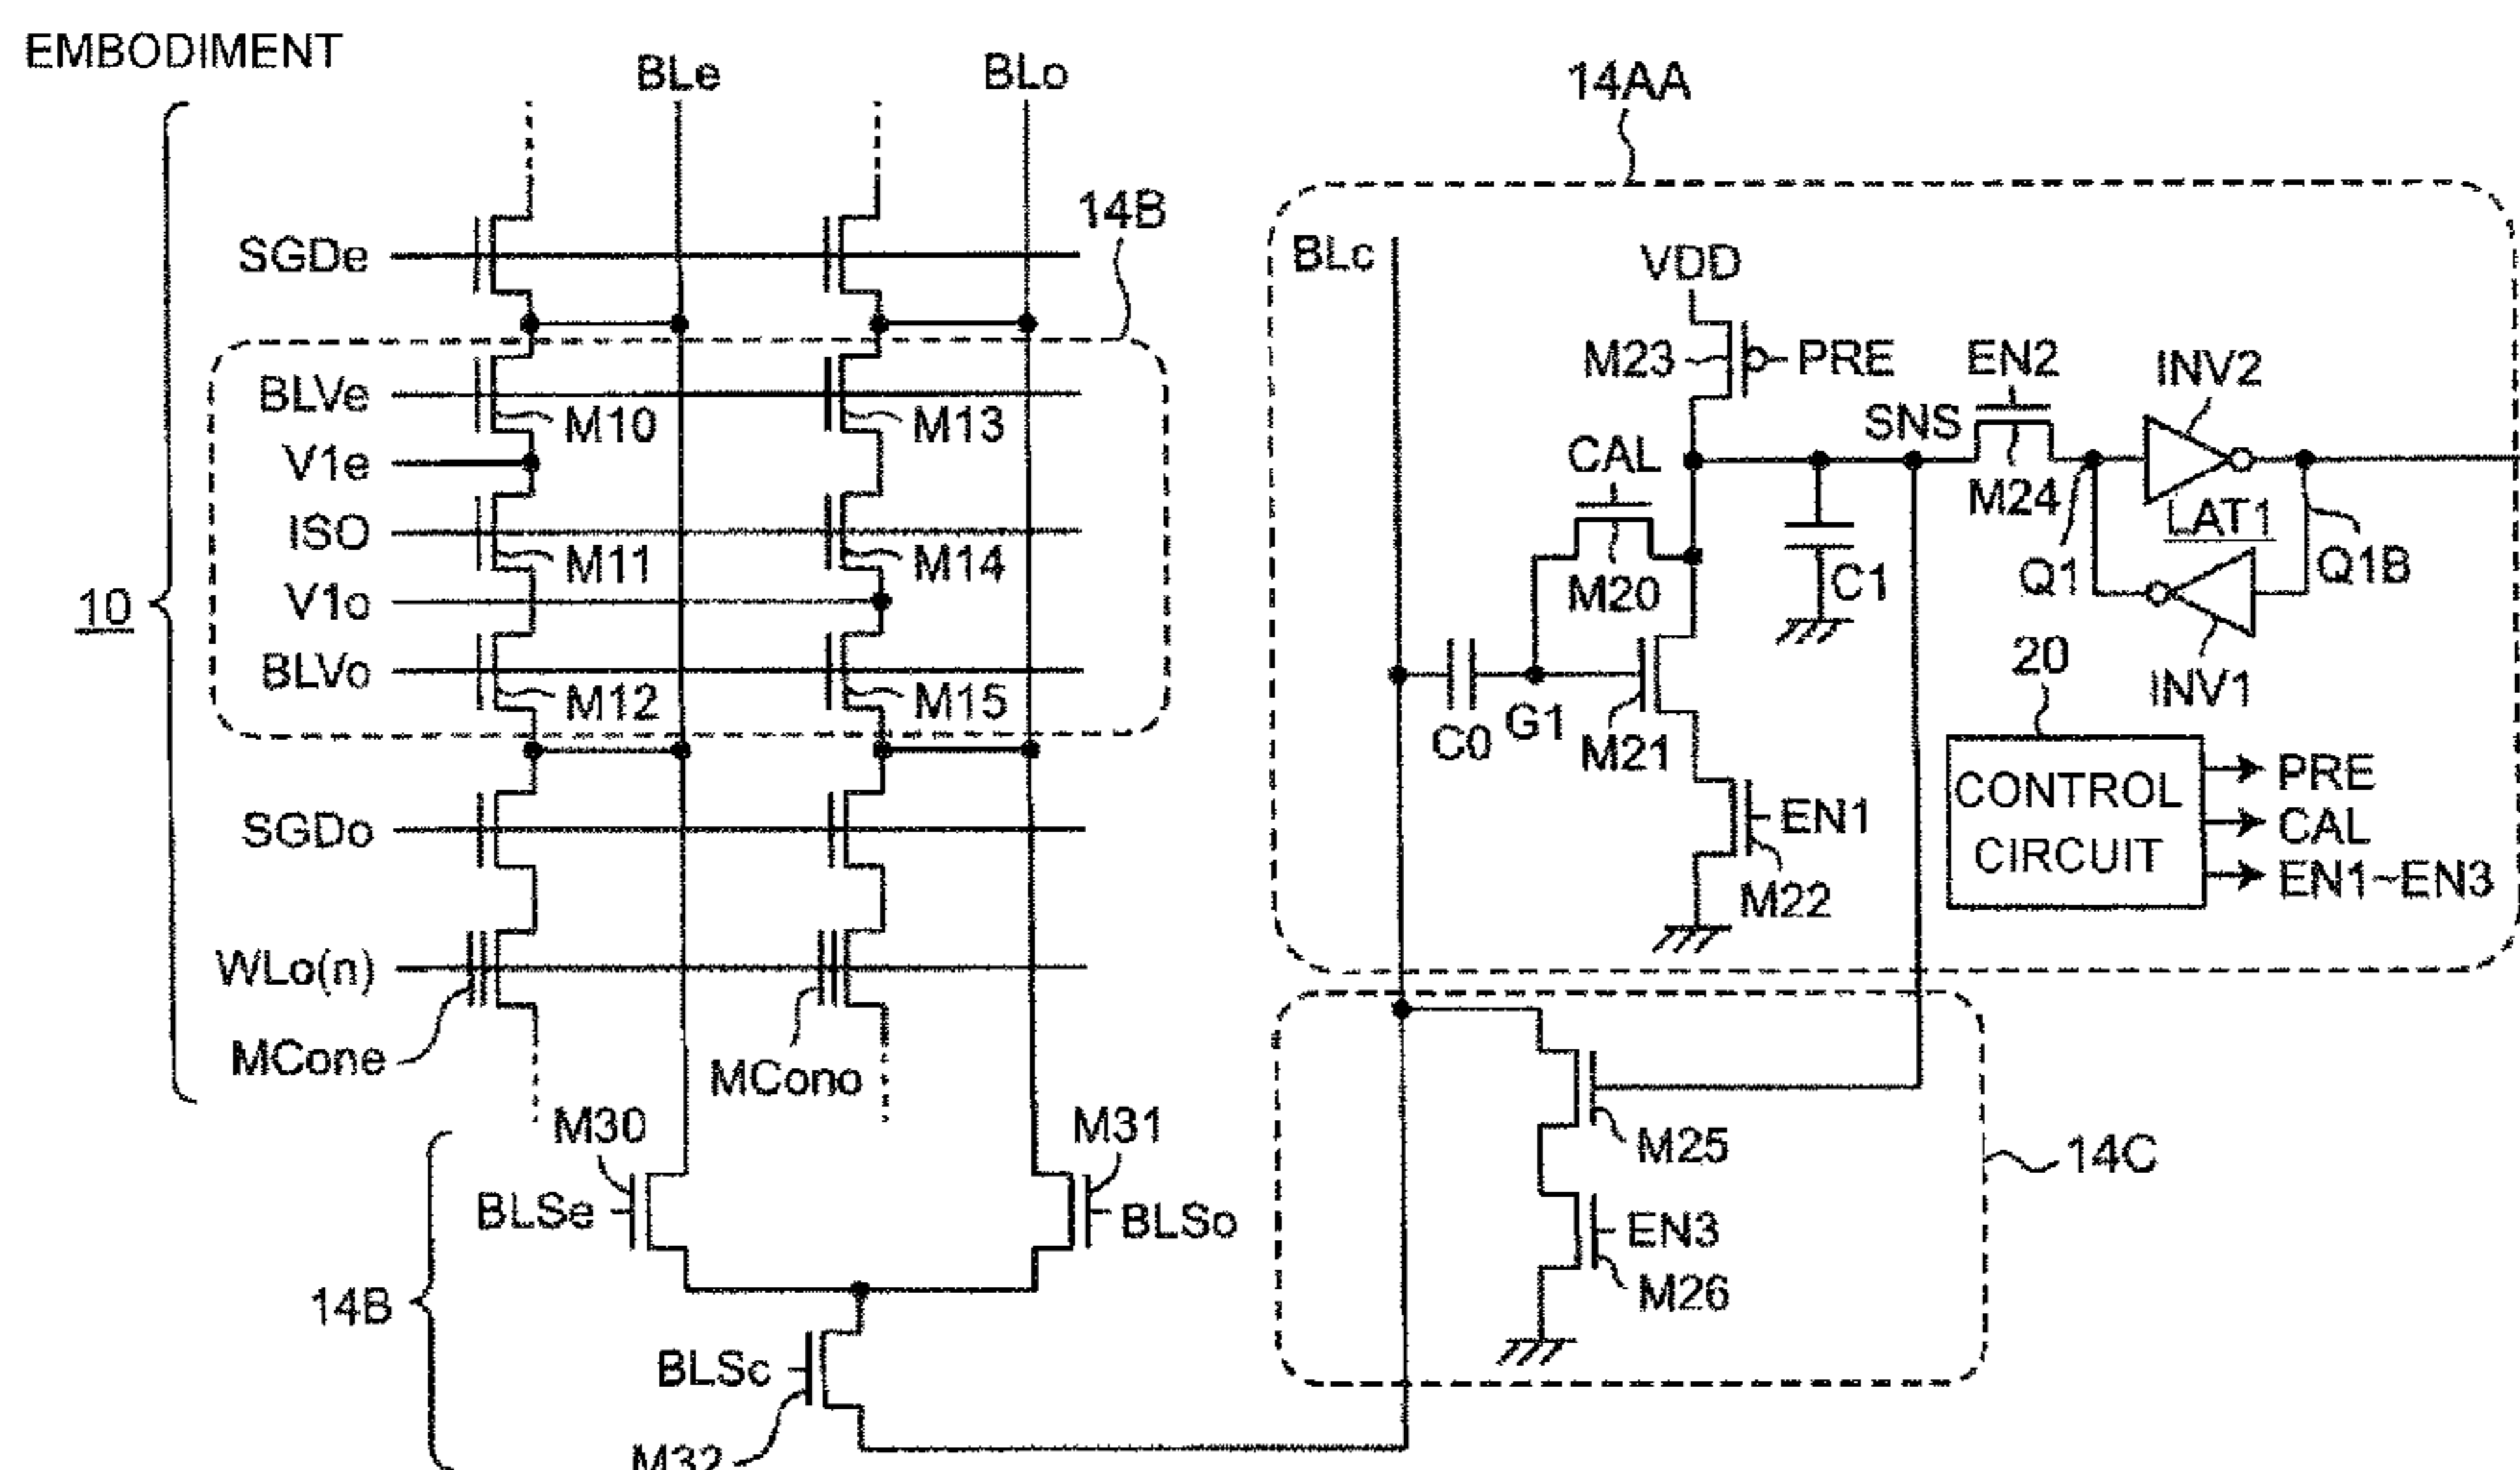 EMBODIMENT
BLe
BLo
14AA
14B
SGDe
BLc
VDD
M23
PRE
EN2
INV2
BLVe
M10
M13
SNS
CAL
V1e
M24
LAT1
ISO
M11
M14
Q1
Q1B
M20
C1
V1o
10
20
INV1
BLVo
M12
M15
C0
G1
M21
CONTROL
CIRCUIT
PRE
CAL
EN1~EN3
SGDo
EN1
M22
WLo(n)
MCone
MCono
M30
M31
M25
14C
BLSe
BLSo
EN3
M26
14B
BLSc
M32